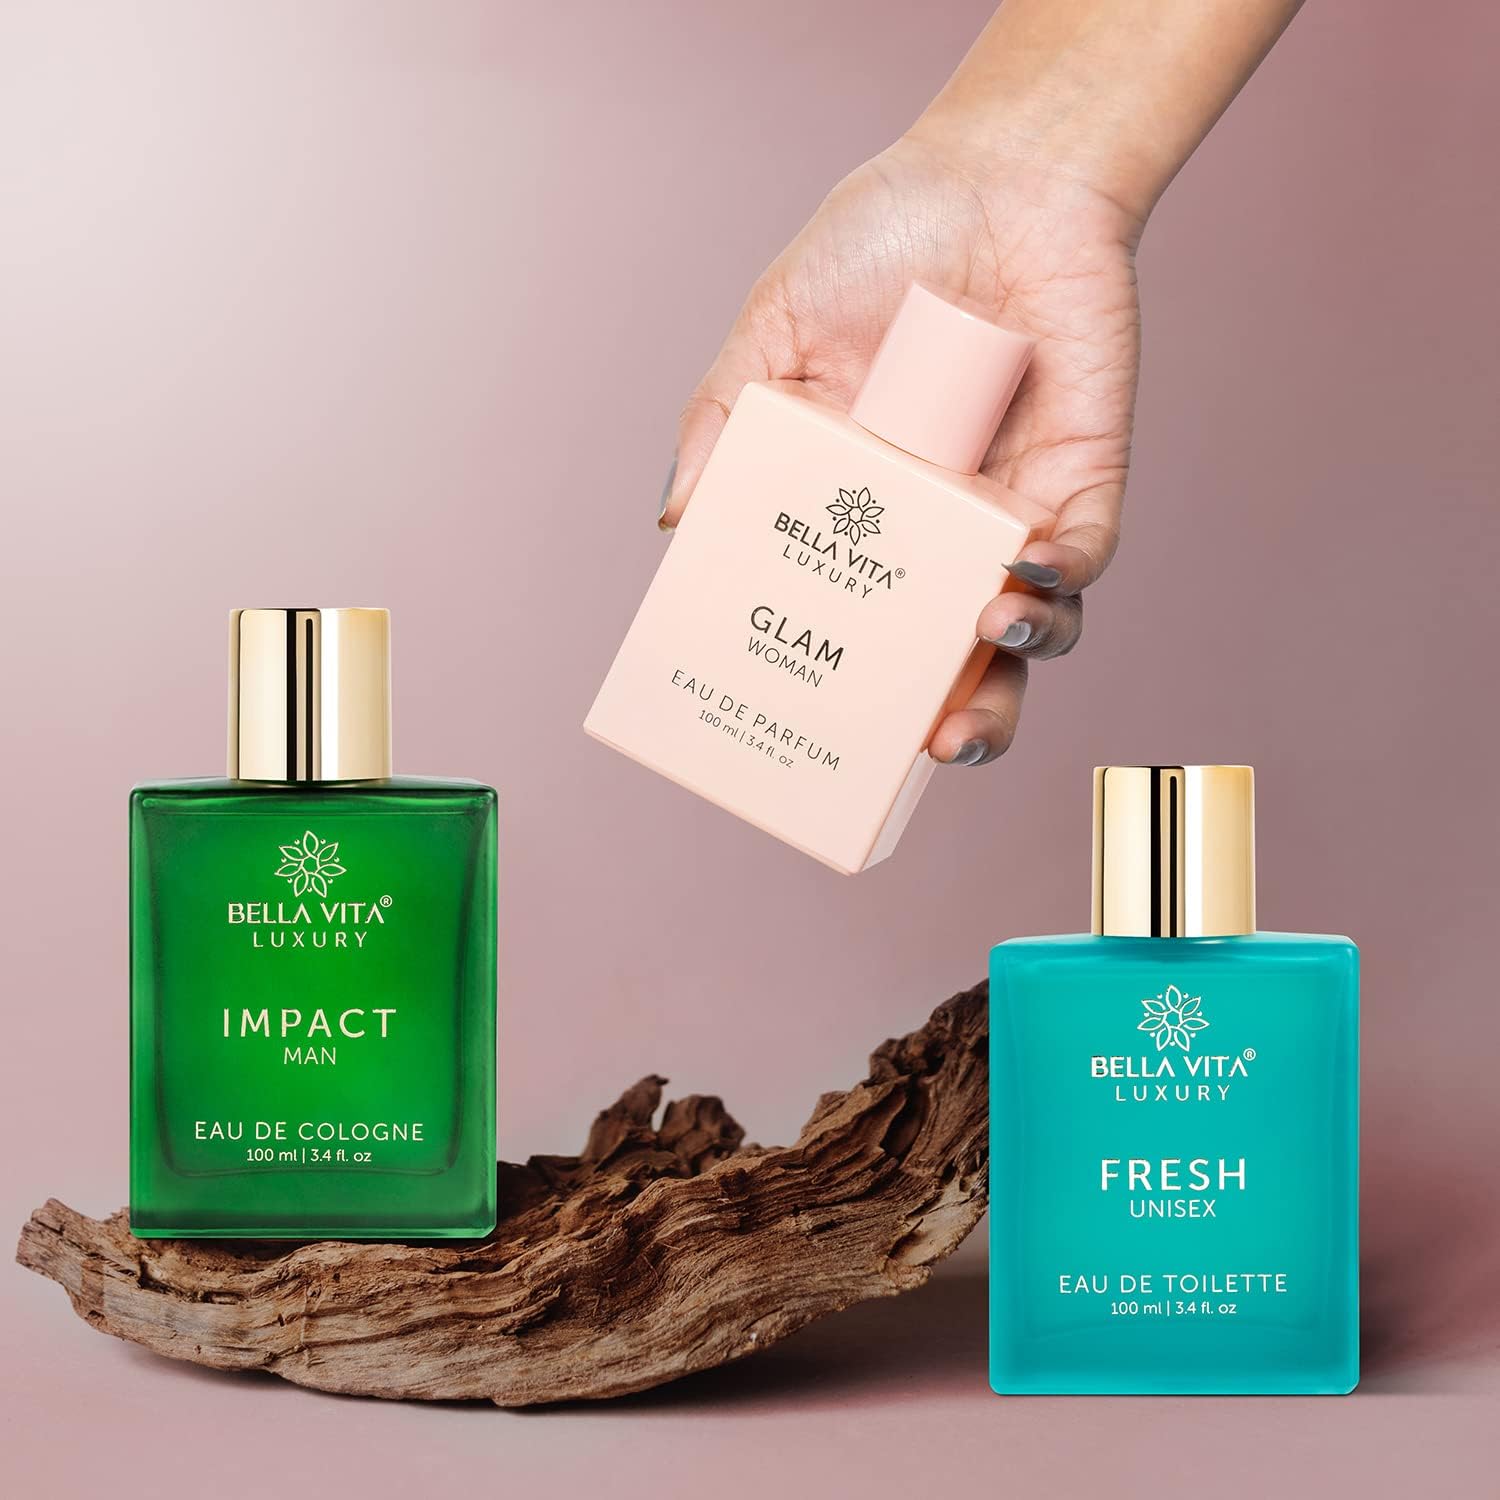 BELLA VITA®
LUXURY
GLAM
WOMAN
EAU DE PARFUM
100 ml | 3.4 fl. oz
BELLA VITA®
LUXURY
IMPACT
MAN
EAU DE COLOGNE
100 ml | 3.4 fl. oz
BELLA VITA®
LUXURY
FRESH
UNISEX
EAU DE TOILETTE
100 ml | 3.4 fl. oz